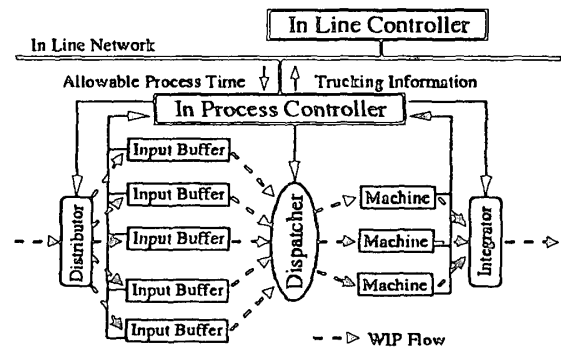 In Line Controller
In Line Network
Allowable Process Time
Trucking Information
In Process Controller
Input Buffer
Input Buffer
Input Buffer
Input Buffer
Input Buffer
Distributor
Dispatcher
Machine
Machine
Machine
Integrator
WIP Flow